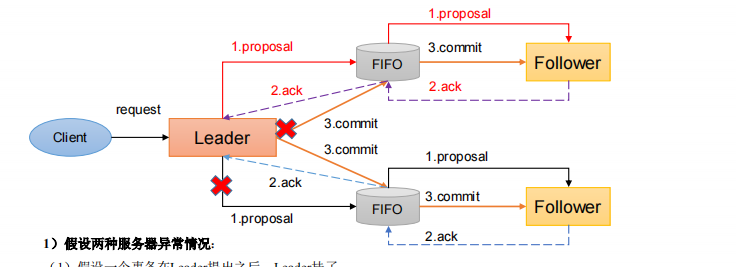 1.proposal
1.proposal
3.commit
FIFO
Follower
2.ack
2.ack
request
3.commit
Client
Leader
3.commit
1.proposal
2.ack
3.commit
FIFO
Follower
1.proposal
2.ack
1）假设两种服务器异常情况:
（1）假设一个事务在Leader提出之后，Leader挂了